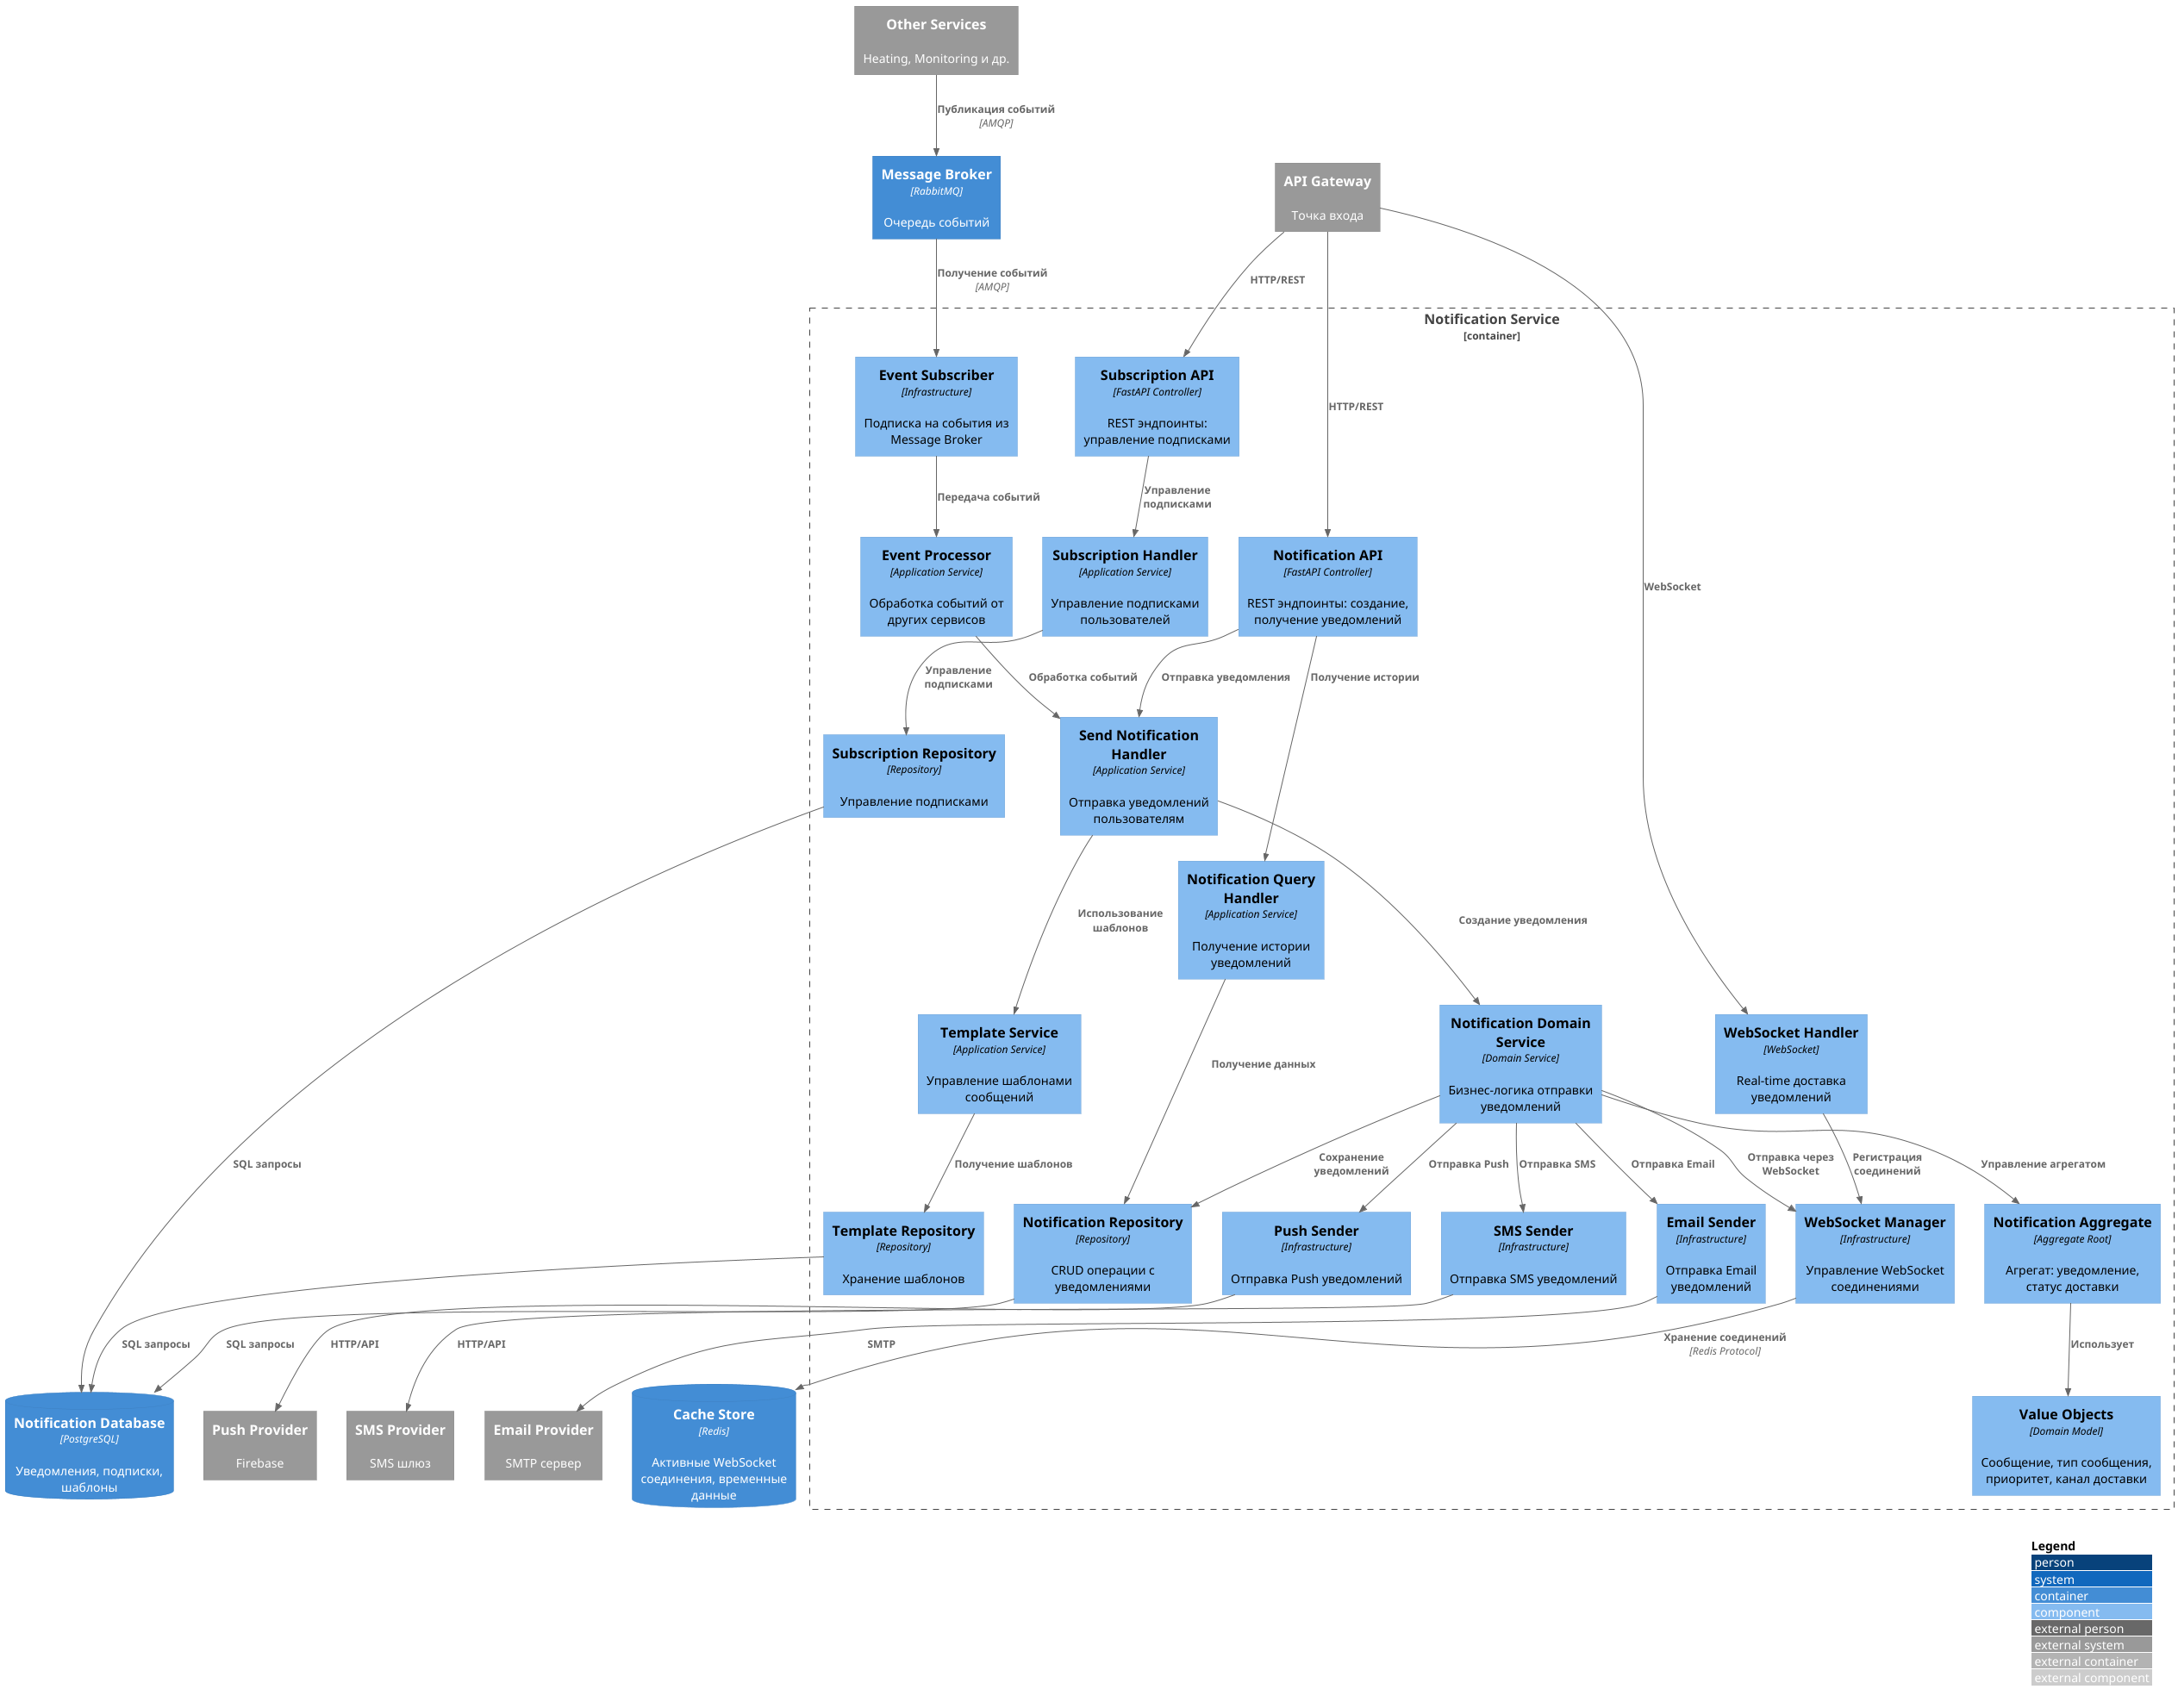 Other Services
Heating, Monitoring и др.
Публикация событий
[AMQP]
Message Broker
[RabbitMQ]
Очередь событий
API Gateway
Точка входа
Получение событий
[AMQP]
HTTP/REST
Notification Service
[container]
Event Subscriber
[Infrastructure]
Подписка на события из
Message Broker
Subscription API
[FastAPI Controller]
REST эндпоинты:
управление подписками
HTTP/REST
Передача событий
Управление
подписками
Event Processor
[Application Service]
Обработка событий от
других сервисов
Subscription Handler
[Application Service]
Управление подписками
пользователей
Notification API
[FastAPI Controller]
REST эндпоинты: создание,
получение уведомлений
WebSocket
Управление
подписками
Обработка событий
Отправка уведомления
Получение истории
Subscription Repository
[Repository]
Управление подписками
Send Notification
Handler
[Application Service]
Отправка уведомлений
пользователям
Notification Query
Handler
[Application Service]
Получение истории
уведомлений
Использование
шаблонов
Создание уведомления
Template Service
[Application Service]
Управление шаблонами
сообщений
Получение данных
Notification Domain
Service
[Domain Service]
Бизнес-логика отправки
уведомлений
WebSocket Handler
[WebSocket]
Real-time доставка
уведомлений
SQL запросы
Получение шаблонов
Сохранение
уведомлений
Отправка Push
Отправка SMS
Отправка Email
Отправка через
WebSocket
Регистрация
соединений
Управление агрегатом
Template Repository
[Repository]
Хранение шаблонов
Notification Repository
[Repository]
CRUD операции с
уведомлениями
Push Sender
[Infrastructure]
Отправка Push уведомлений
SMS Sender
[Infrastructure]
Отправка SMS уведомлений
Email Sender
[Infrastructure]
Отправка Email
уведомлений
WebSocket Manager
[Infrastructure]
Управление WebSocket
соединениями
Notification Aggregate
[Aggregate Root]
Агрегат: уведомление,
статус доставки
SQL запросы
SQL запросы
HTTP/API
HTTP/API
SMTP
Хранение соединений
[Redis Protocol]
Использует
Notification Database
[PostgreSQL]
Уведомления, подписки,
шаблоны
Push Provider
Firebase
SMS Provider
SMS шлюз
Email Provider
SMTP сервер
Cache Store
[Redis]
Активные WebSocket
соединения, временные
данные
Value Objects
[Domain Model]
Сообщение, тип сообщения,
приоритет, канал доставки
Legend
person
system
container
component
external person
external system
external container
external component